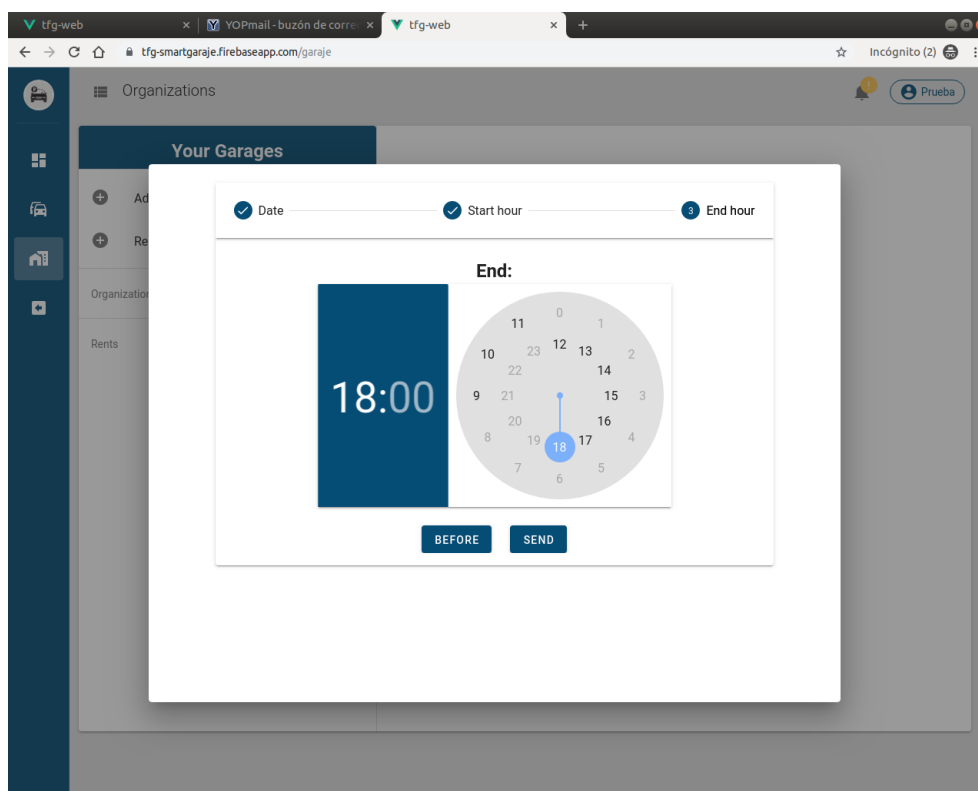 tfg-web
YOPmail - buzón de correc
tfg-web
tfg-smartgaraje.firebaseapp.com/garaje
Incógnito (2)
Organizations
1
Prueba
Your Garages
Ad
Re
Organization
Rents
Date
Start hour
3 End hour
End:
18:00
0
11 1
12
23 13
10 2
22 14
9 21 15 3
20 16
8 19 17 4
18
7 5
6
BEFORE SEND